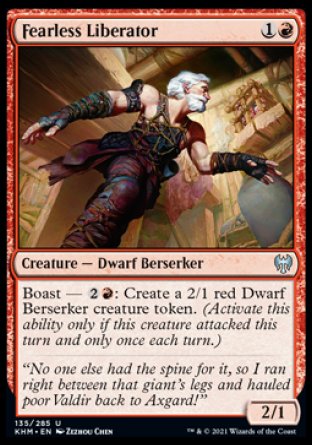 Fearless Liberator 1
Creature — Dwarf Berserker
Boast — 2: Create a 2/1 red Dwarf
Berserker creature token. (Activate this
ability only if this creature attacked this
turn and only once each turn.)
"No one else had the spine for it, so I ran
right between that giant's legs and hauled
poor Valdir back to Axgard!"
2/1
135/285 U
KHM • EN Zezhou Chen
™ & © 2021 Wizards of the Coast